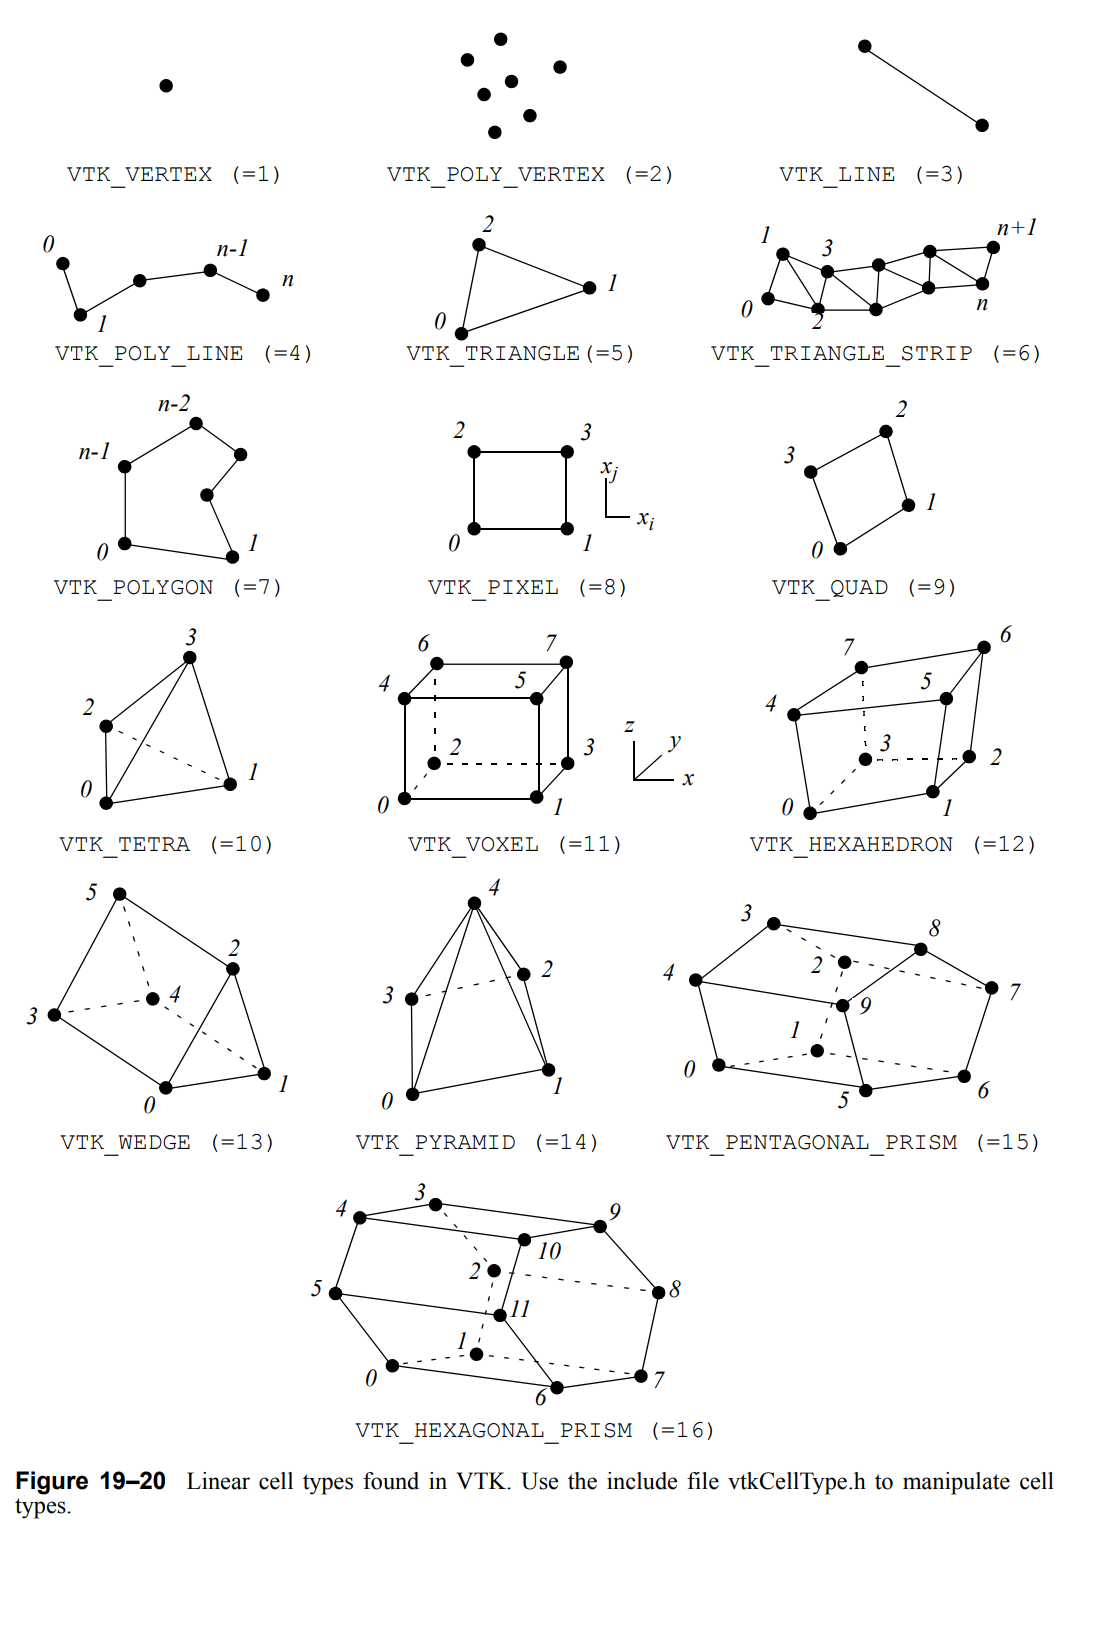 VTK_VERTEX (=1) VTK_POLY_VERTEX (=2) VTK_LINE (=3)
0 1 n-1 n
2 1 0
1 3 n+1 0 2 n
VTK_POLY_LINE (=4) VTK_TRIANGLE(=5) VTK_TRIANGLE_STRIP (=6)
n-2 n-1 0 1
2 3 0 1 xj xi
2 3 1 0
VTK_POLYGON (=7) VTK_PIXEL (=8) VTK_QUAD (=9)
3 2 1 0
6 7 4 5 2 3 0 1 z y x
6 7 5 4 3 2 0 1
VTK_TETRA (=10) VTK_VOXEL (=11) VTK_HEXAHEDRON (=12)
5 2 4 3 1 0
4 2 3 1 0
3 8 2 4 7 9 1 0 6 5
VTK_WEDGE (=13) VTK_PYRAMID (=14) VTK_PENTAGONAL_PRISM (=15)
3 4 9 10 2 5 8 11 1 0 7 6
VTK_HEXAGONAL_PRISM (=16)
Figure 19–20 Linear cell types found in VTK. Use the include file vtkCellType.h to manipulate cell
types.